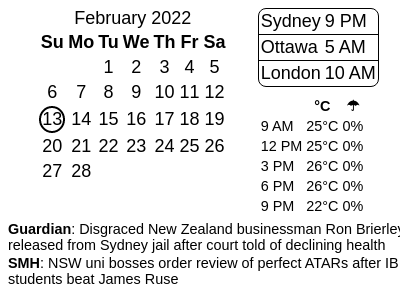 February 2022
Su Mo Tu We Th Fr Sa
1 2 3 4 5
6 7 8 9 10 11 12
13 14 15 16 17 18 19
20 21 22 23 24 25 26
27 28
Sydney 9 PM
Ottawa 5 AM
London 10 AM
°C ☂
9 AM 25°C 0%
12 PM 25°C 0%
3 PM 26°C 0%
6 PM 26°C 0%
9 PM 22°C 0%
Guardian: Disgraced New Zealand businessman Ron Brierley
released from Sydney jail after court told of declining health
SMH: NSW uni bosses order review of perfect ATARs after IB
students beat James Ruse